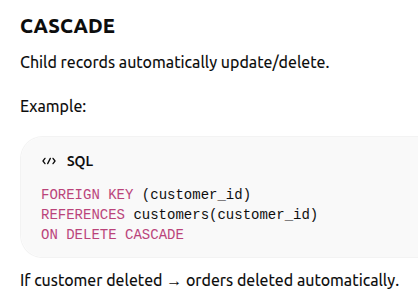 CASCADE
Child records automatically update/delete.
Example:
</> SQL
FOREIGN KEY (customer_id)
REFERENCES customers(customer_id)
ON DELETE CASCADE
If customer deleted → orders deleted automatically.